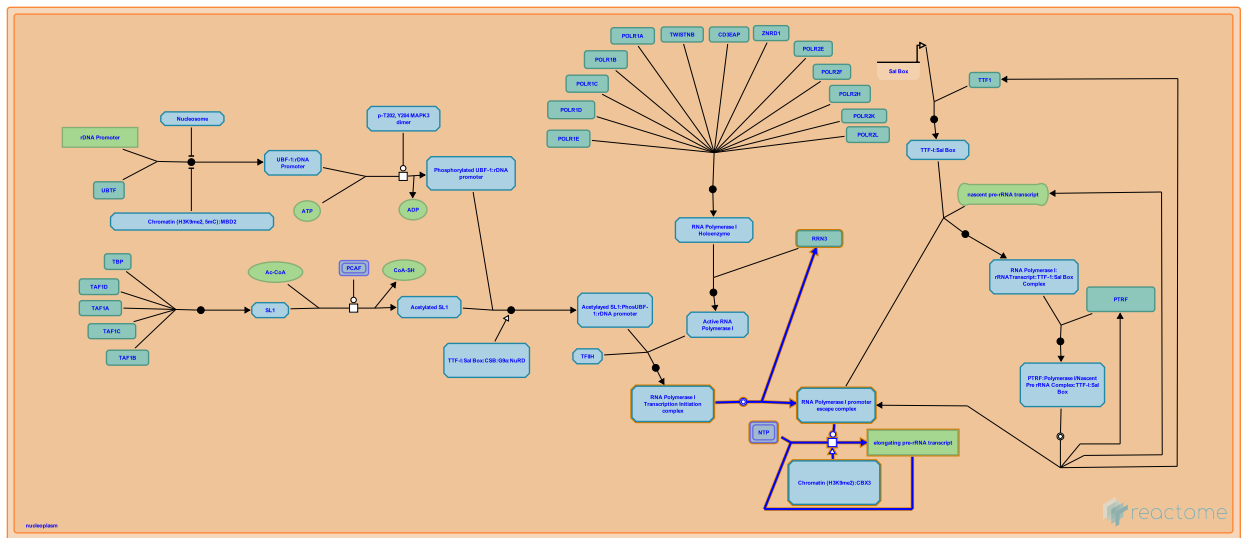 POLR1A
TWISTNB
CD3EAP
ZNRD1
POLR2E
POLR1B
POLR2F
POLR1C
POLR2H
POLR1D
POLR2K
POLR1E
POLR2L
Sal Box
TTF1
Nucleosome
p-T202, Y204 MAPK3
dimer
rDNA Promoter
UBF-1:rDNA
Promoter
Phosphorylated UBF-1:rDNA
promoter
UBTF
ATP
ADP
Chromatin (H3K9me2, 5mC):MBD2
TTF-I:Sal Box
nascent pre-rRNA transcript
RNA Polymerase I
Holoenzyme
RRN3
TBP
TAF1D
TAF1A
TAF1C
TAF1B
SL1
Ac-CoA
PCAF
CoA-SH
Acetylated SL1
Acetylayed SL1:PhosUBF-
1:rDNA promoter
Active RNA
Polymerase I
RNA Polymerase I:
rRNATranscript:TTF-1:Sal Box
Complex
PTRF
TTF-I:Sal Box:CSB:G9a:NuRD
TFIIH
RNA Polymerase I
Transcription Initiation
complex
RNA Polymerase I promoter
escape complex
PTRF:Polymerase I/Nascent
Pre rRNA Complex:TTF-I:Sal
Box
NTP
elongating pre-rRNA transcript
Chromatin (H3K9me2):CBX3
nucleoplasm
reactome